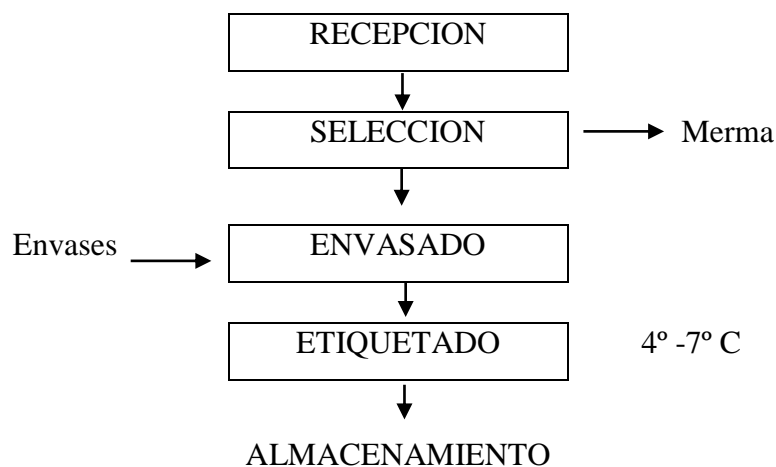 RECEPCION
SELECCION
Merma
Envases
ENVASADO
ETIQUETADO
4º -7º C
ALMACENAMIENTO